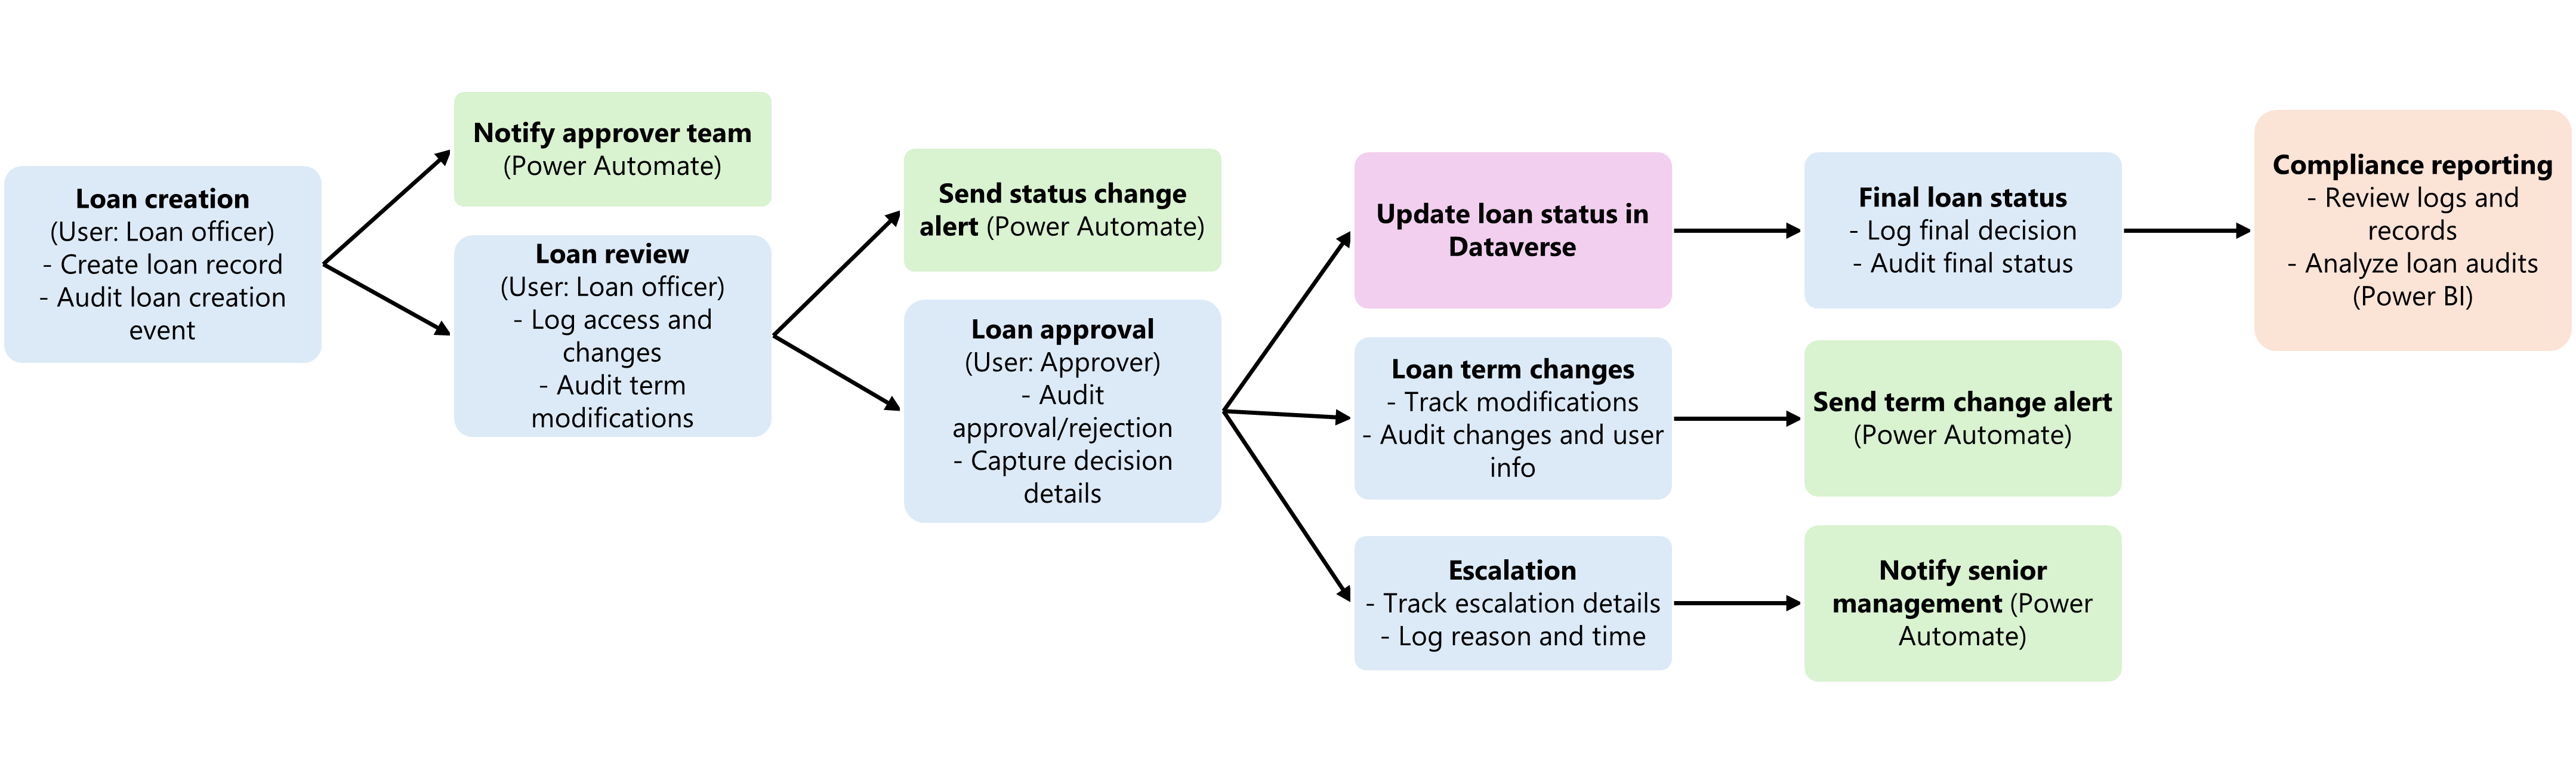 Loan creation
(User: Loan officer)
- Create loan record
- Audit loan creation
event
Notify approver team
(Power Automate)
Loan review
(User: Loan officer)
- Log access and
changes
- Audit term
modifications
Send status change
alert (Power Automate)
Loan approval
(User: Approver)
- Audit
approval/rejection
- Capture decision
details
Update loan status in
Dataverse
Loan term changes
- Track modifications
- Audit changes and user
info
Escalation
- Track escalation details
- Log reason and time
Final loan status
- Log final decision
- Audit final status
Send term change alert
(Power Automate)
Notify senior
management (Power
Automate)
Compliance reporting
- Review logs and
records
- Analyze loan audits
(Power BI)